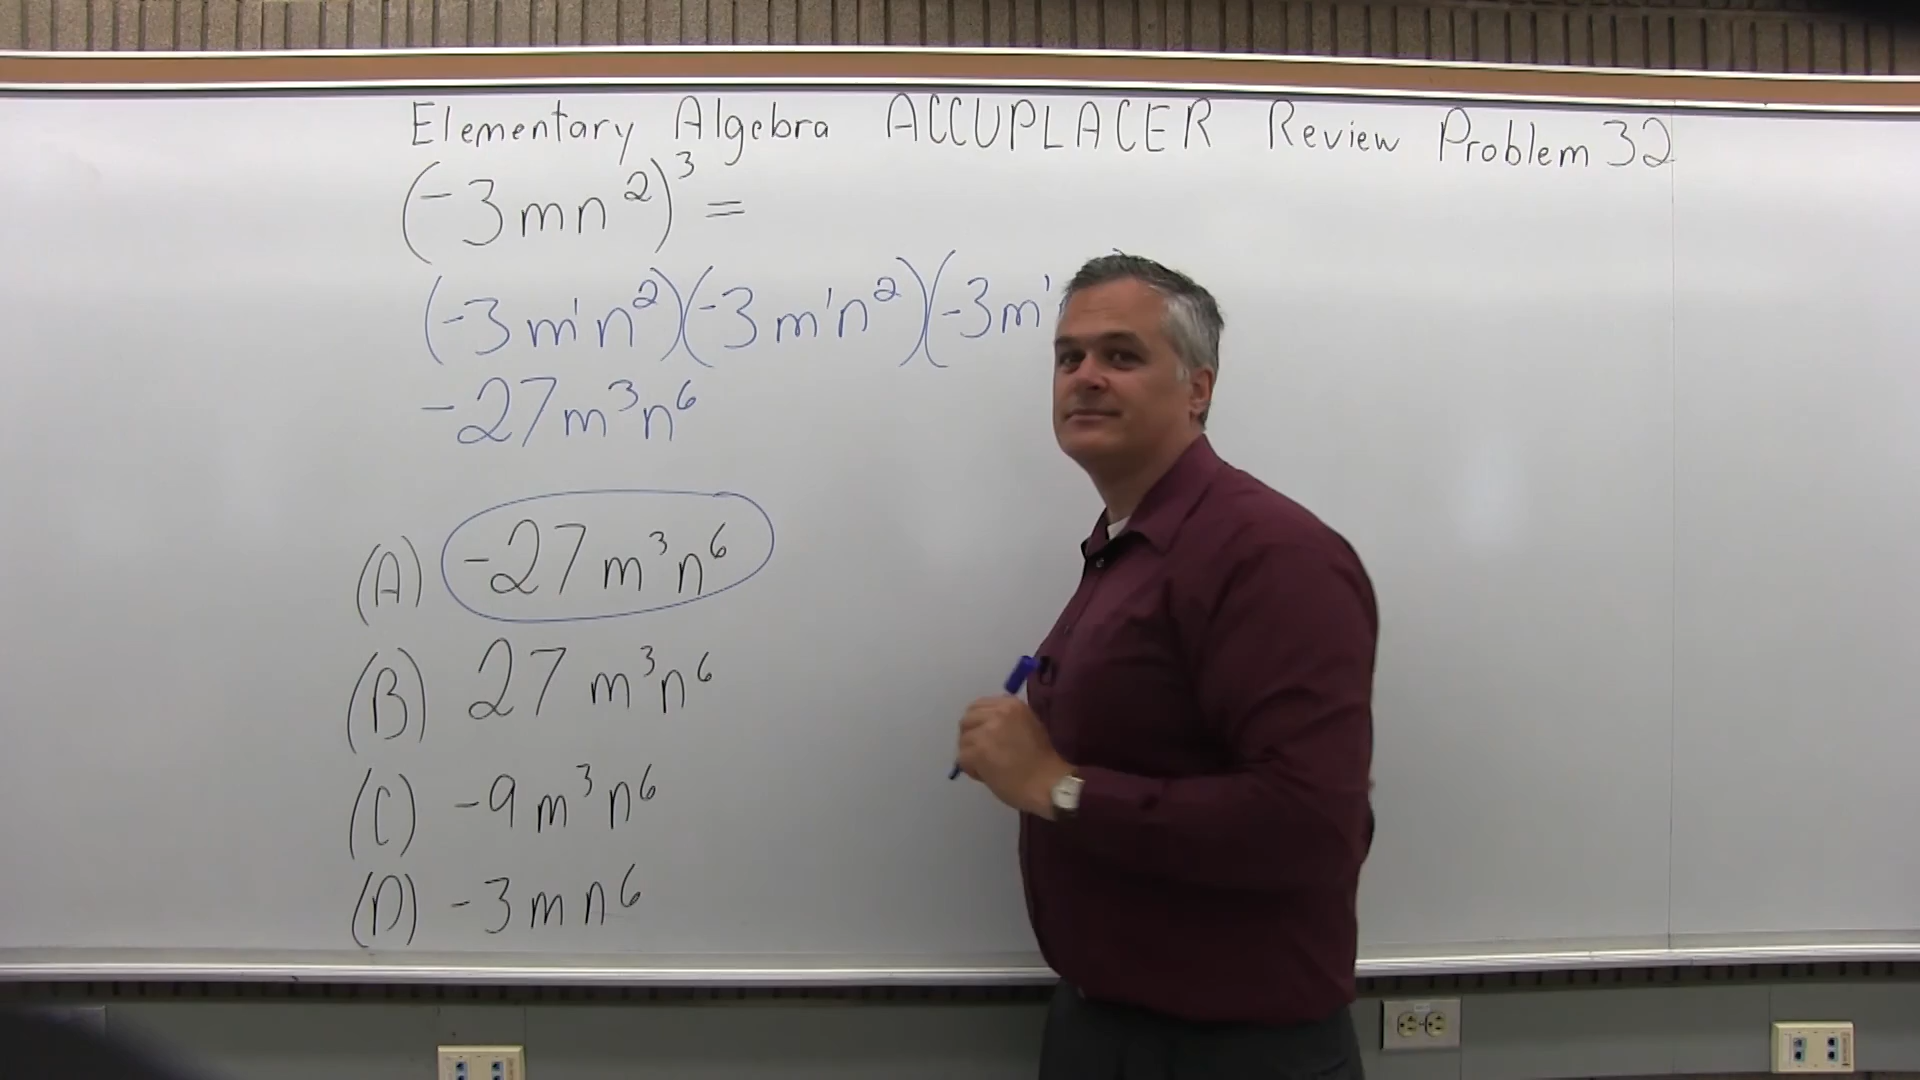 Elementary Algebra ACCUPLACER Review Problem 32
(-3mn²)³ =
(-3m¹n²)(-3m¹n²)(-3m¹
-27m³n⁶
(A) -27m³n⁶
(B) 27m³n⁶
(C) -9m³n⁶
(D) -3mn⁶